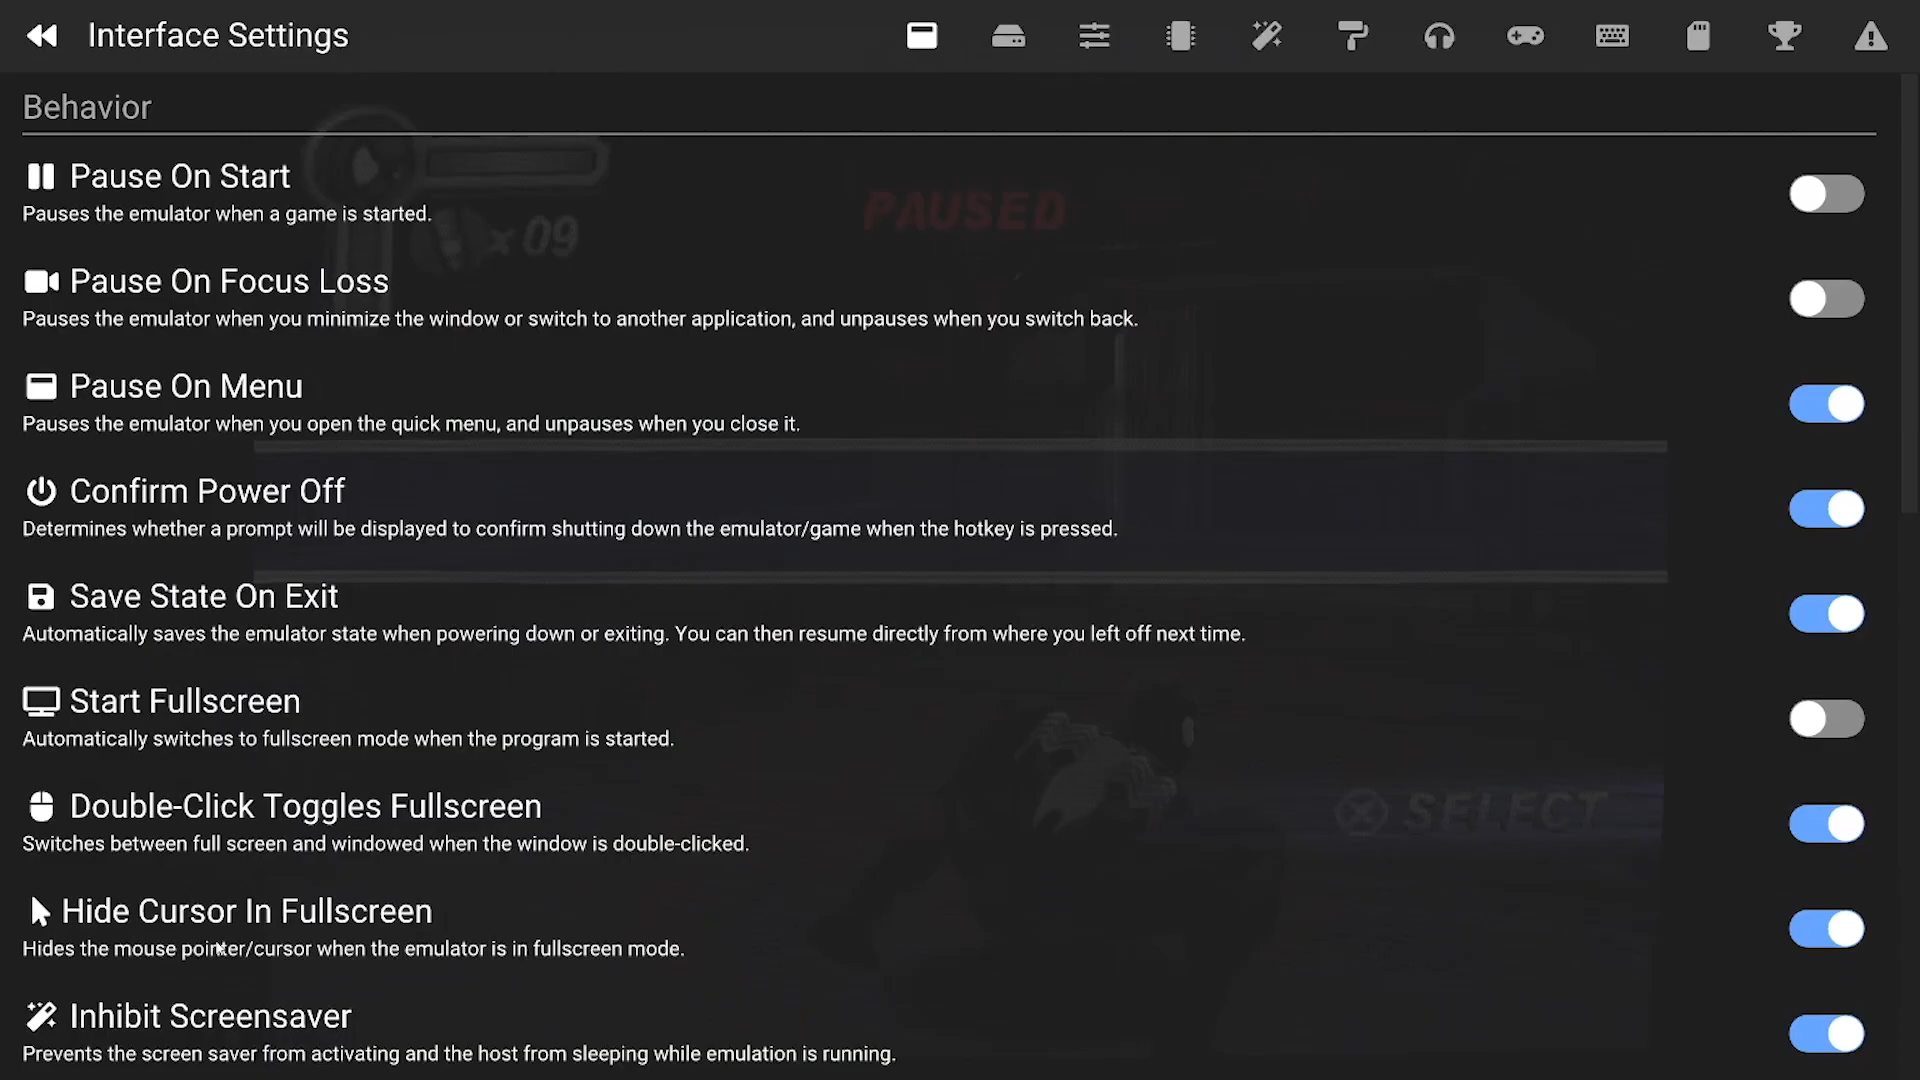 Interface Settings
Behavior
Pause On Start
Pauses the emulator when a game is started.
PAUSED
x 09
Pause On Focus Loss
Pauses the emulator when you minimize the window or switch to another application, and unpauses when you switch back.
Pause On Menu
Pauses the emulator when you open the quick menu, and unpauses when you close it.
Confirm Power Off
Determines whether a prompt will be displayed to confirm shutting down the emulator/game when the hotkey is pressed.
Save State On Exit
Automatically saves the emulator state when powering down or exiting. You can then resume directly from where you left off next time.
Start Fullscreen
Automatically switches to fullscreen mode when the program is started.
Double-Click Toggles Fullscreen
SELECT
Switches between full screen and windowed when the window is double-clicked.
Hide Cursor In Fullscreen
Hides the mouse pointer/cursor when the emulator is in fullscreen mode.
Inhibit Screensaver
Prevents the screen saver from activating and the host from sleeping while emulation is running.